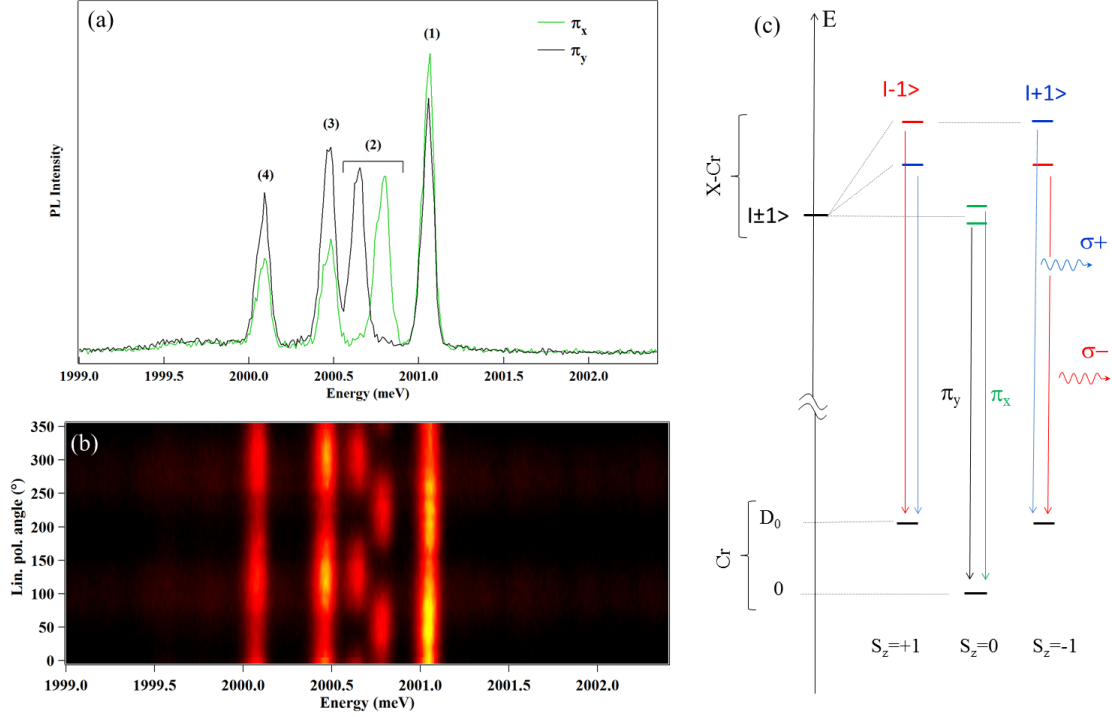 (a)
π_x
π_y
(1)
(2)
(3)
(4)
PL Intensity
1999.0 1999.5 2000.0 2000.5 2001.0 2001.5 2002.0
Energy (meV)
(b)
350
300
250
200
150
100
50
0
Lin. pol. angle (°)
1999.0 1999.5 2000.0 2000.5 2001.0 2001.5 2002.0
Energy (meV)
(c)
E
|-1> |+1>
X-Cr
|±1>
σ+
σ−
π_y π_x
D₀
Cr
0
S_z=+1 S_z=0 S_z=-1